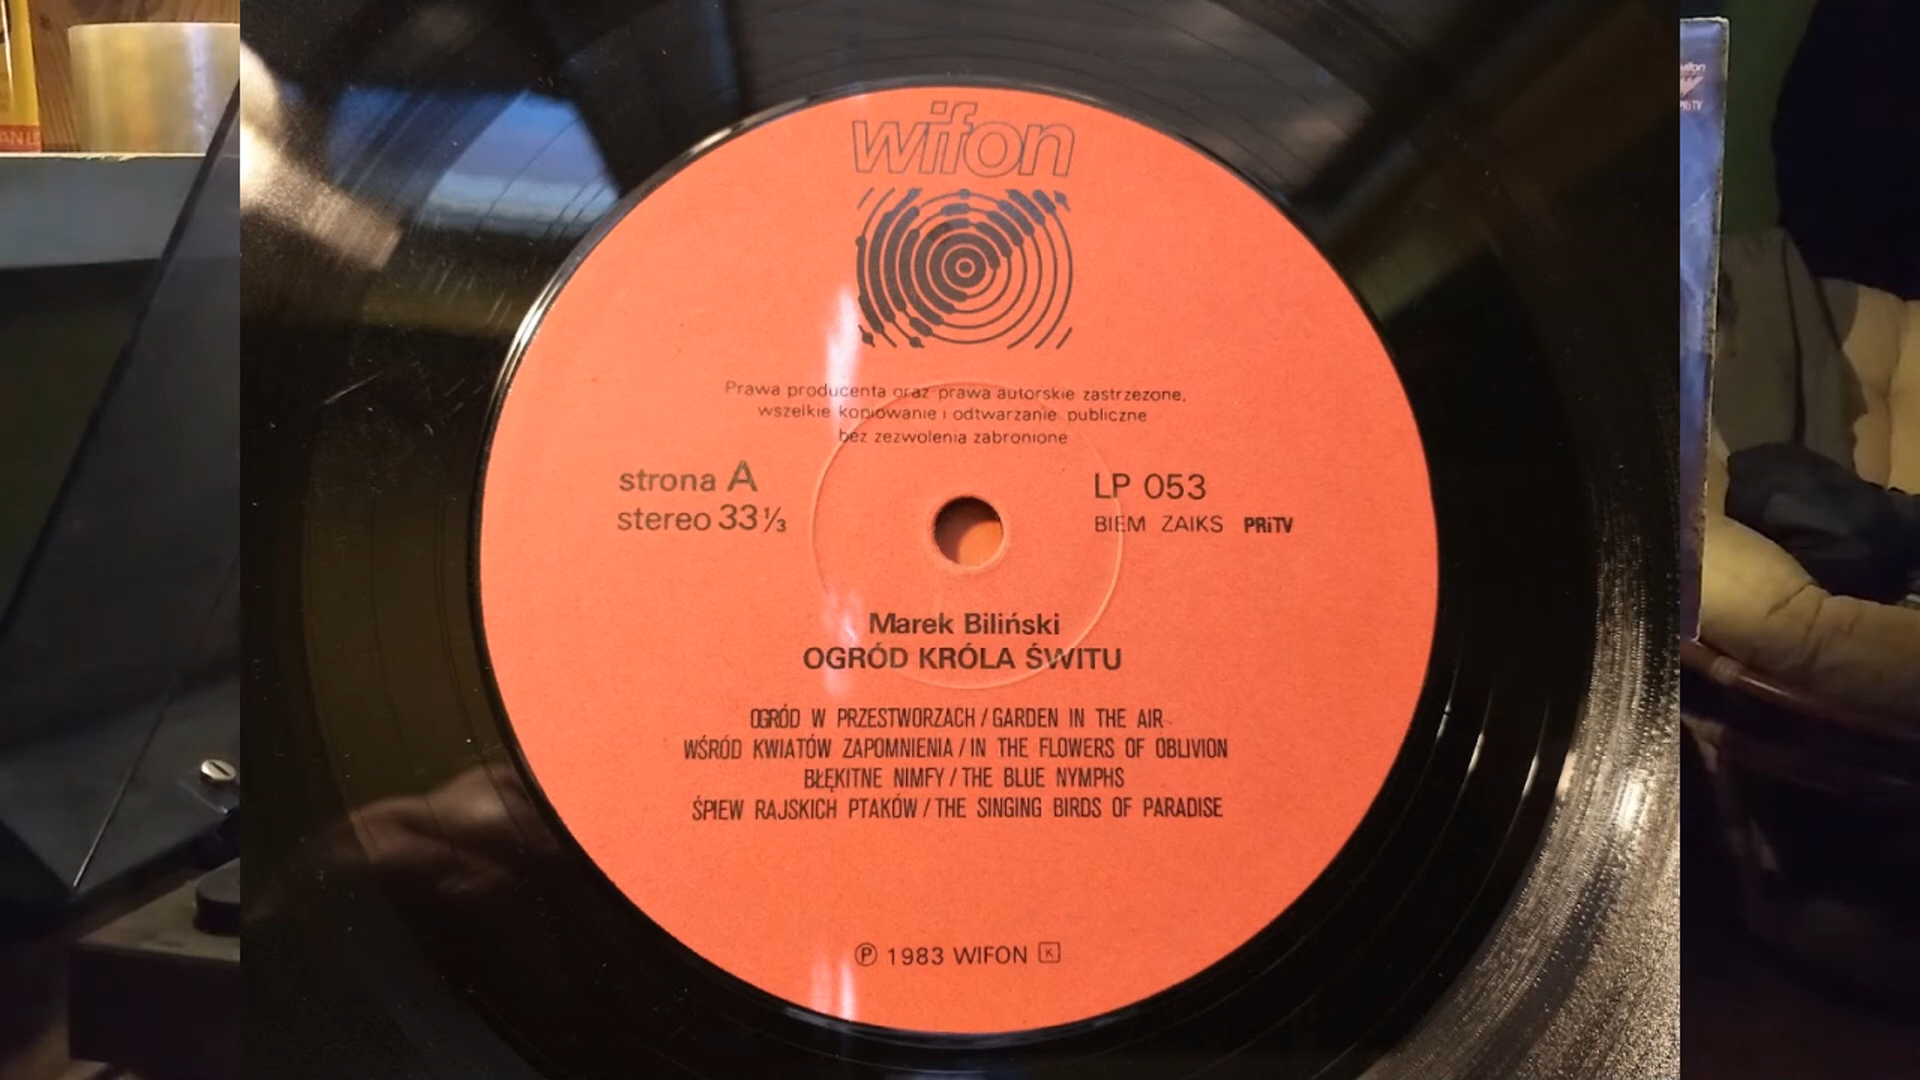 wifon
Prawa producenta oraz prawa autorskie zastrzeżone,
wszelkie kopiowanie i odtwarzanie publiczne
bez zezwolenia zabronione
strona A
stereo 33⅓
LP 053
BIEM ZAIKS PRiTV
Marek Biliński
OGRÓD KRÓLA ŚWITU
OGRÓD W PRZESTWORZACH / GARDEN IN THE AIR
WŚRÓD KWIATÓW ZAPOMNIENIA / IN THE FLOWERS OF OBLIVION
BŁĘKITNE NIMFY / THE BLUE NYMPHS
ŚPIEW RAJSKICH PTAKÓW / THE SINGING BIRDS OF PARADISE
Ⓟ 1983 WIFON K